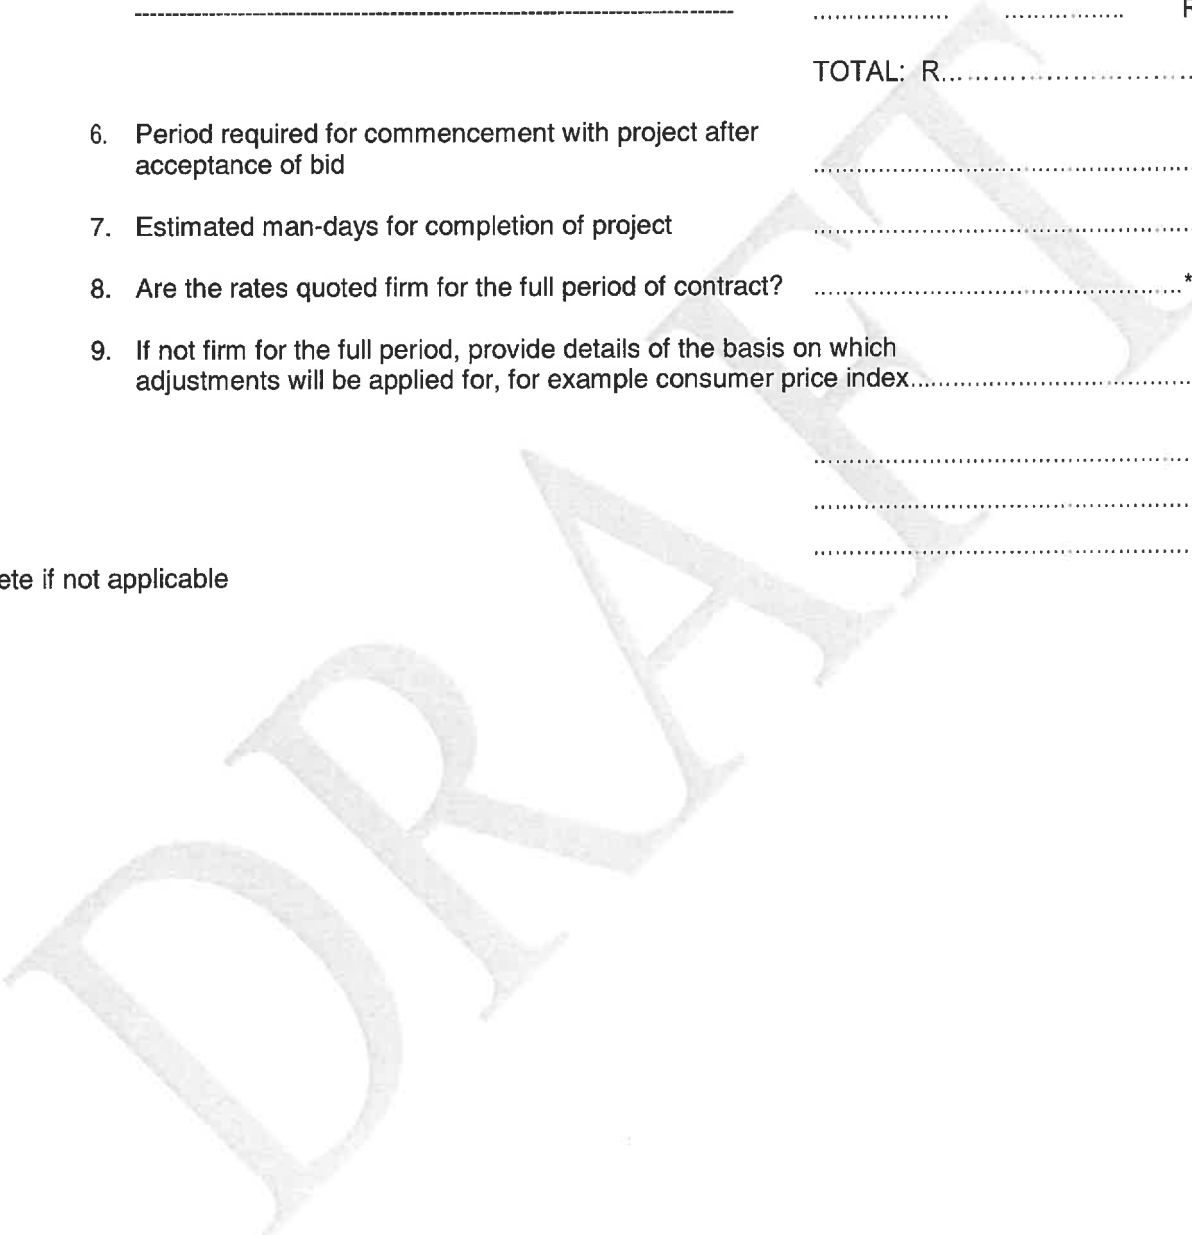 --------------------------------------------------------------------------------- ................... ................. R
TOTAL: R....................................
6. Period required for commencement with project after
acceptance of bid ....................................................
7. Estimated man-days for completion of project ....................................................
8. Are the rates quoted firm for the full period of contract? ...................................................*
9. If not firm for the full period, provide details of the basis on which
adjustments will be applied for, for example consumer price index.......................................
....................................................
....................................................
....................................................
ete if not applicable
DRAFT